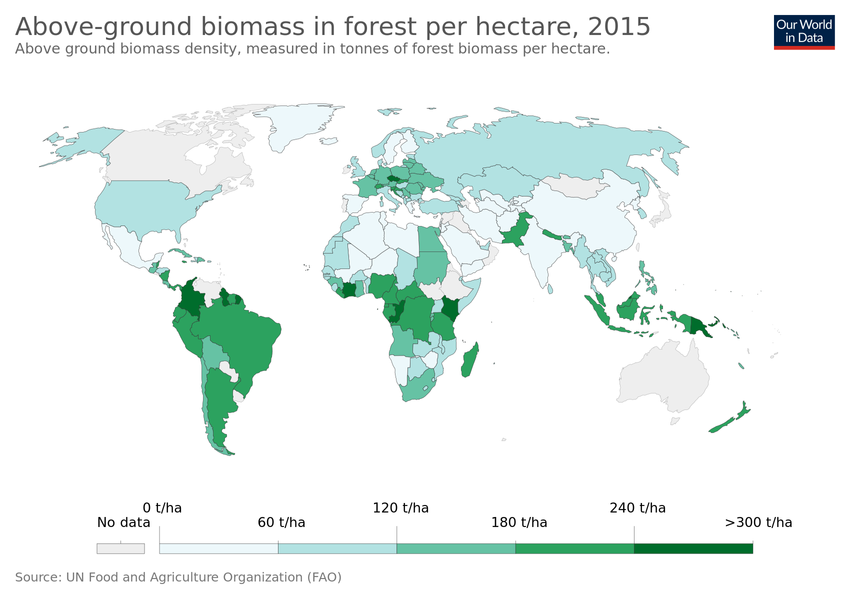 Above-ground biomass in forest per hectare, 2015
Above ground biomass density, measured in tonnes of forest biomass per hectare.
Our World
in Data
0 t/ha 120 t/ha 240 t/ha
No data 60 t/ha 180 t/ha >300 t/ha
Source: UN Food and Agriculture Organization (FAO)